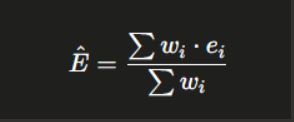 Ê = ∑ wᵢ · eᵢ / ∑ wᵢ